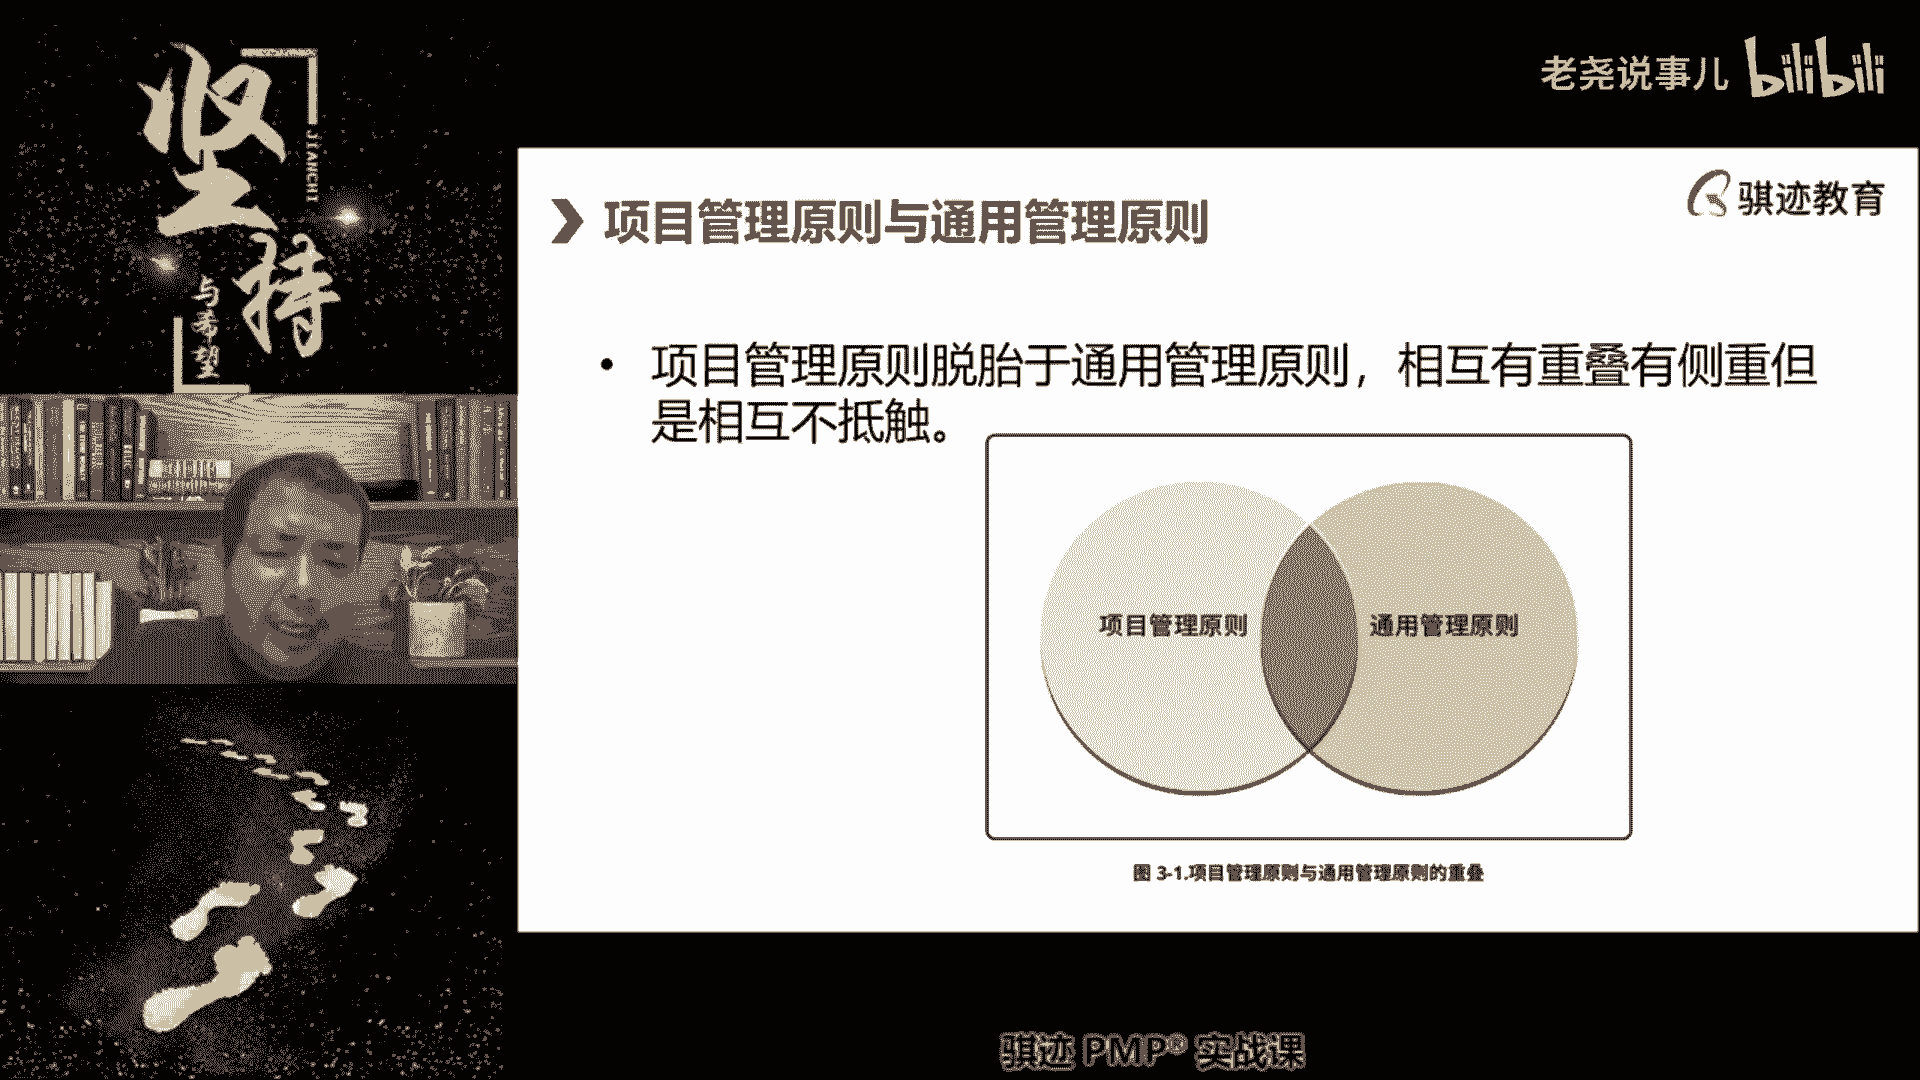 坚持
JIANCHI
与希望
老尧说事儿 bilibili
骐迹教育
项目管理原则与通用管理原则
• 项目管理原则脱胎于通用管理原则，相互有重叠有侧重但
是相互不抵触。
项目管理原则
通用管理原则
图 3-1.项目管理原则与通用管理原则的重叠
骐迹 PMP® 实战课